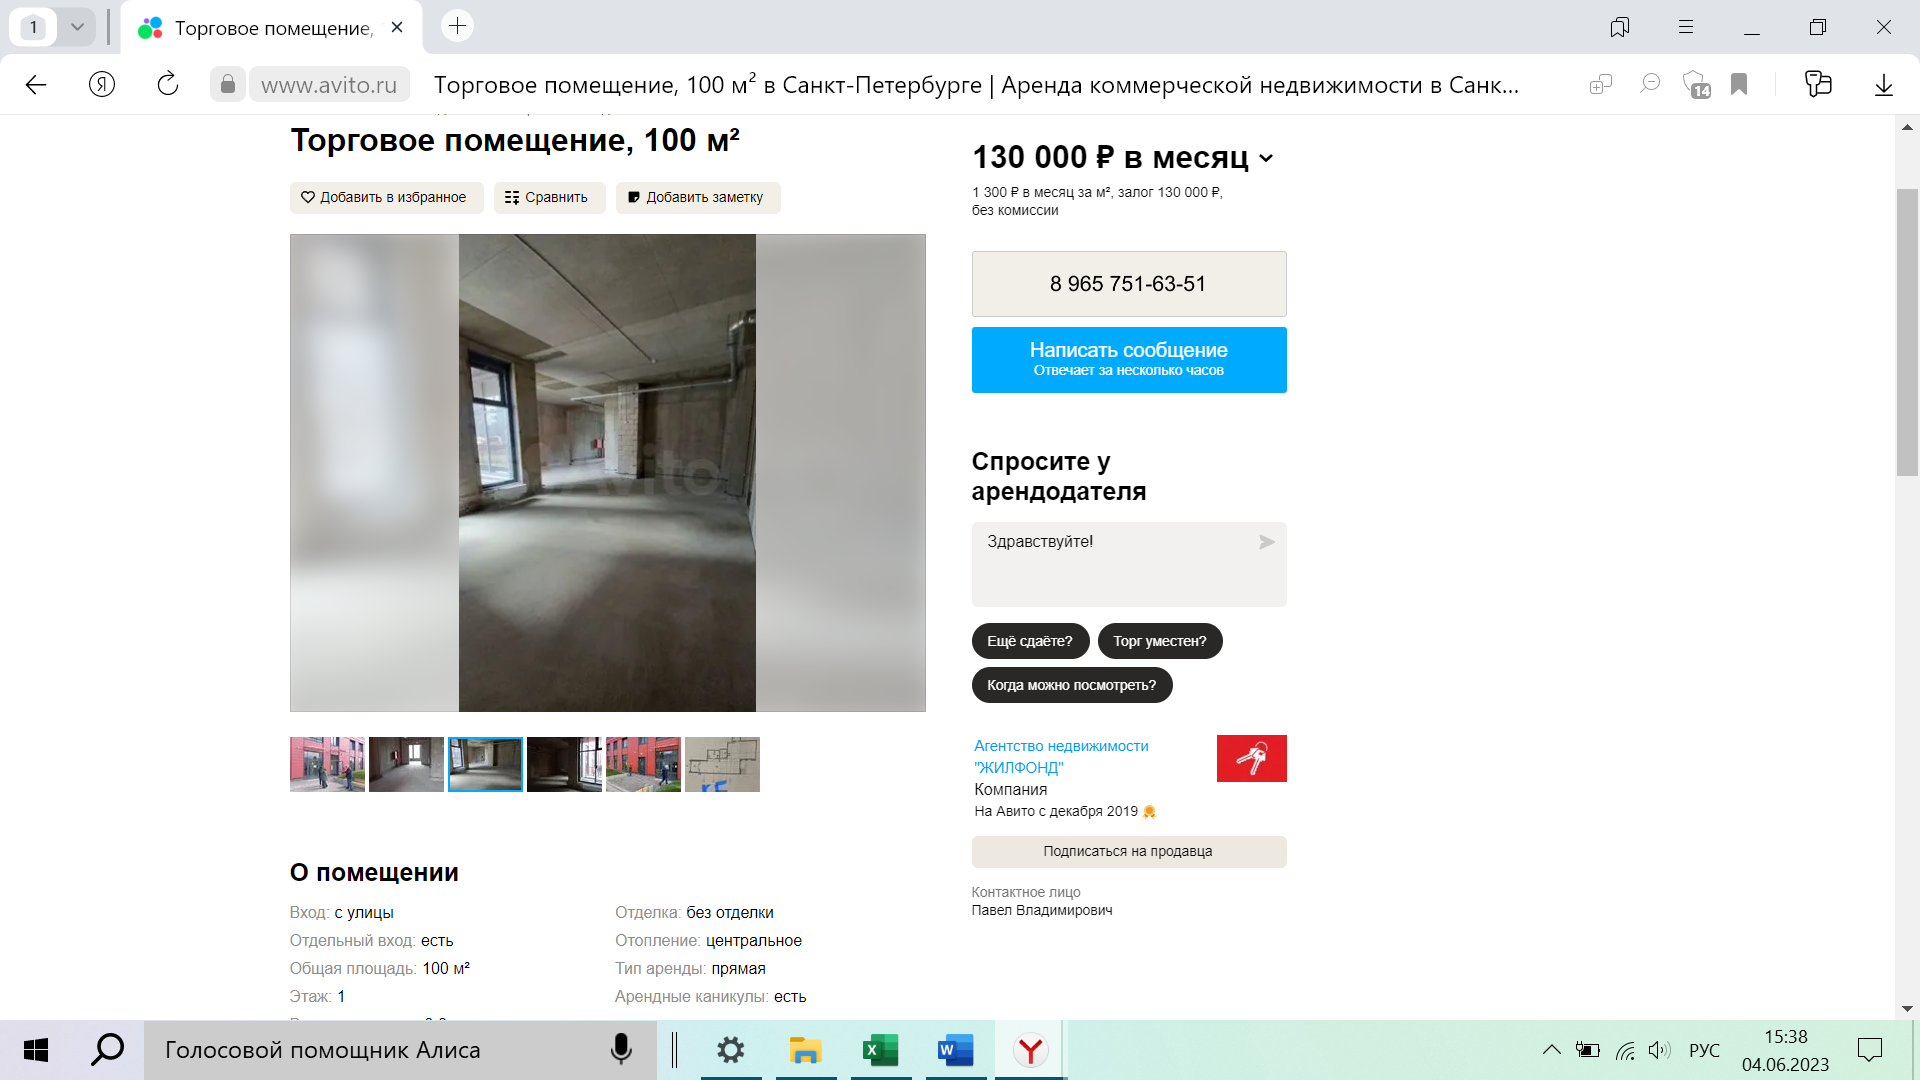 1
Торговое помещение,
Я
www.avito.ru
Торговое помещение, 100 м² в Санкт-Петербурге | Аренда коммерческой недвижимости в Санк...
14
Торговое помещение, 100 м²
Добавить в избранное
Сравнить
Добавить заметку
Avito
130 000 ₽ в месяц
1 300 ₽ в месяц за м², залог 130 000 ₽,
без комиссии
8 965 751-63-51
Написать сообщение
Отвечает за несколько часов
Спросите у
арендодателя
Здравствуйте!
Ещё сдаёте?
Торг уместен?
Когда можно посмотреть?
Агентство недвижимости
"ЖИЛФОНД"
Компания
На Авито с декабря 2019
Подписаться на продавца
Контактное лицо
Павел Владимирович
О помещении
Вход: с улицы
Отдельный вход: есть
Общая площадь: 100 м²
Этаж: 1
Отделка: без отделки
Отопление: центральное
Тип аренды: прямая
Арендные каникулы: есть
Голосовой помощник Алиса
X
W
Y
РУС
15:38
04.06.2023